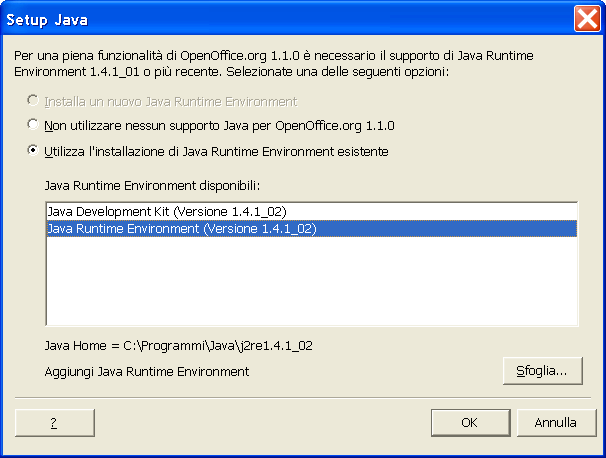 Setup Java
Per una piena funzionalità di OpenOffice.org 1.1.0 è necessario il supporto di Java Runtime
Environment 1.4.1_01 o più recente. Selezionate una delle seguenti opzioni:
Installa un nuovo Java Runtime Environment
Non utilizzare nessun supporto Java per OpenOffice.org 1.1.0
Utilizza l'installazione di Java Runtime Environment esistente
Java Runtime Environment disponibili:
Java Development Kit (Versione 1.4.1_02)
Java Runtime Environment (Versione 1.4.1_02)
Java Home = C:\Programmi\Java\j2re1.4.1_02
Aggiungi Java Runtime Environment
Sfoglia...
?
OK
Annulla